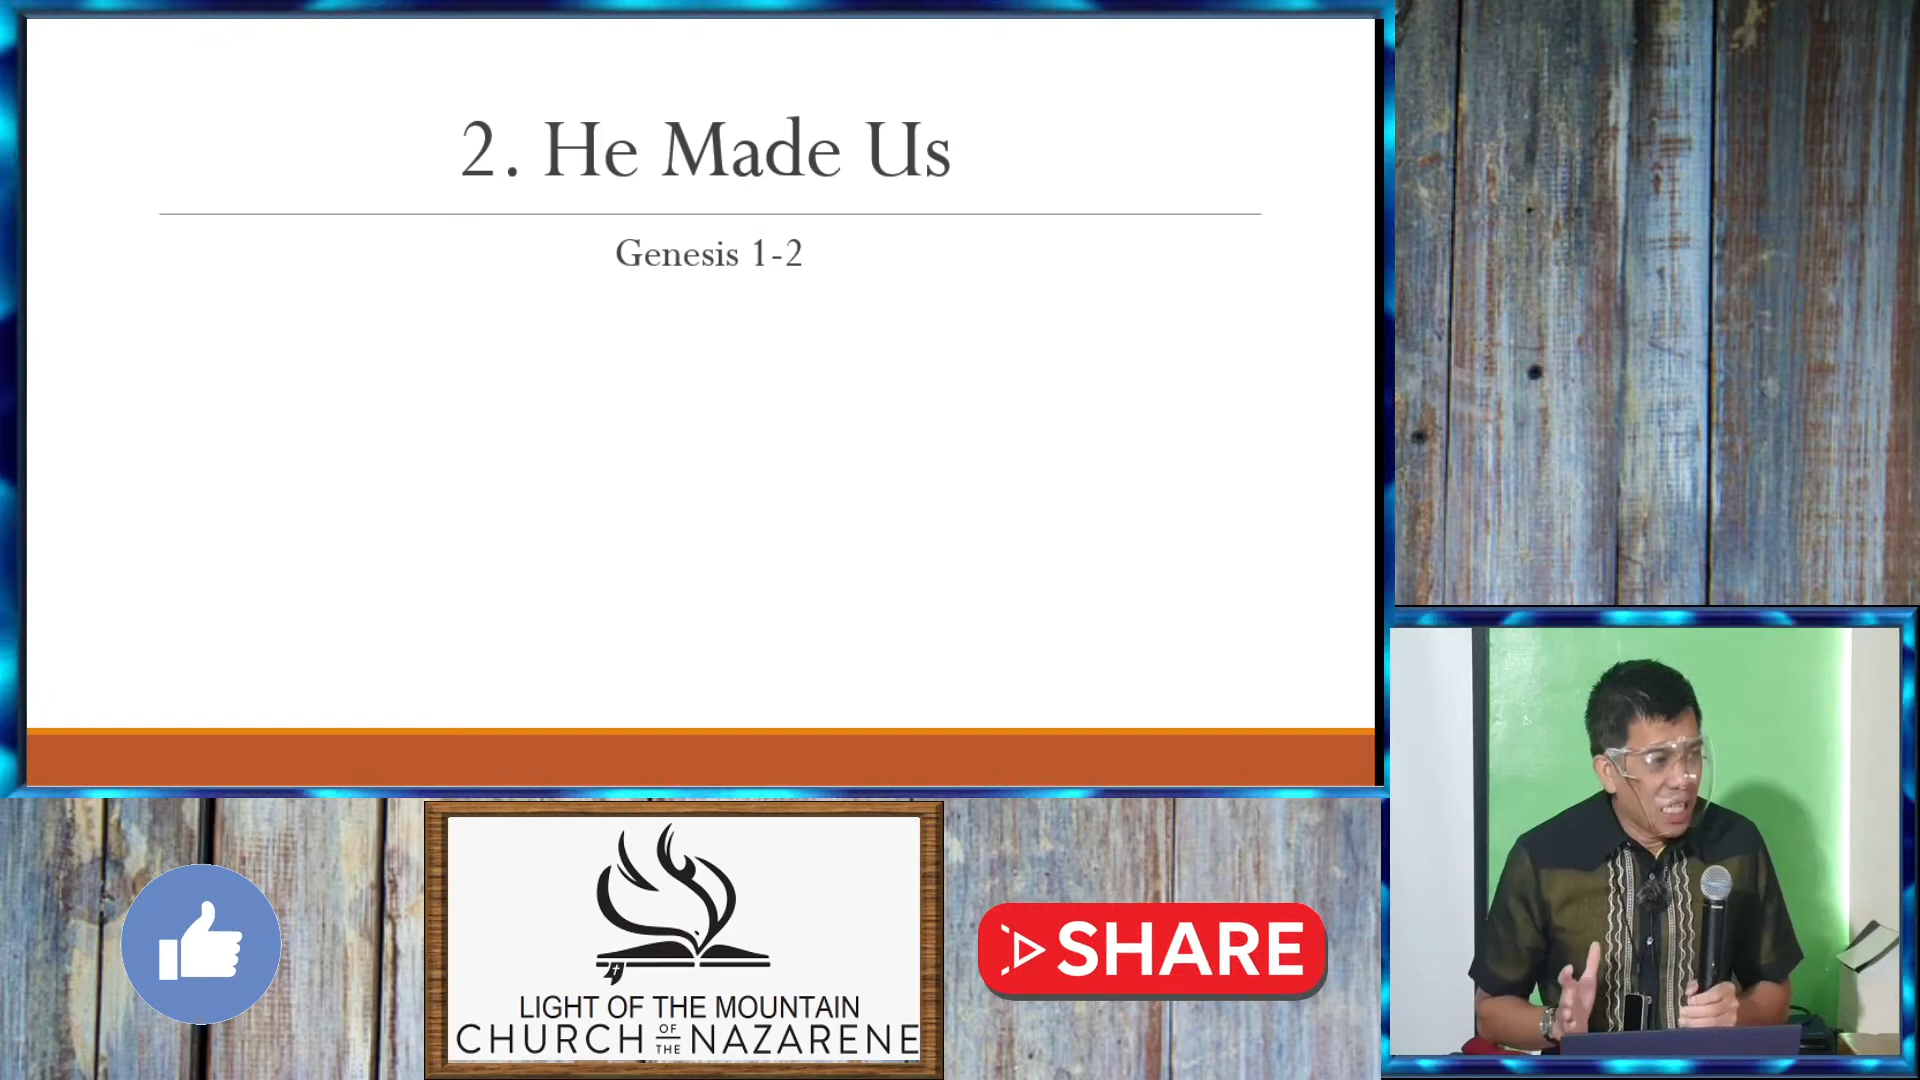 2. He Made Us
Genesis 1-2
LIGHT OF THE MOUNTAIN
CHURCH OF THE NAZARENE
SHARE